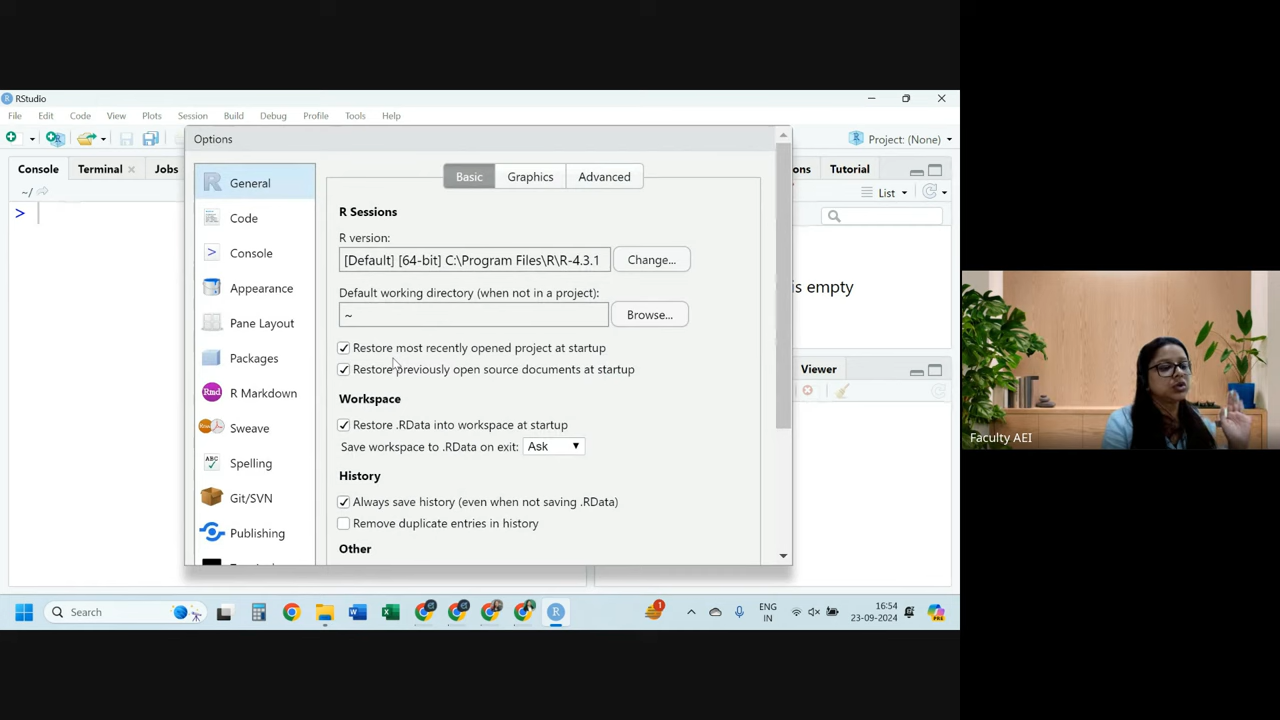 RStudio
File Edit Code View Plots Session Build Debug Profile Tools Help
Project: (None)
Console Terminal Jobs
ons Tutorial
~/
List
>
is empty
Viewer
Options
General
Code
Console
Appearance
Pane Layout
Packages
Rmd R Markdown
Sweave
ABC Spelling
Git/SVN
Publishing
Basic Graphics Advanced
R Sessions
R version:
[Default] [64-bit] C:\Program Files\R\R-4.3.1 Change...
Default working directory (when not in a project):
~ Browse...
Restore most recently opened project at startup
Restore previously open source documents at startup
Workspace
Restore .RData into workspace at startup
Save workspace to .RData on exit: Ask
History
Always save history (even when not saving .RData)
Remove duplicate entries in history
Other
Faculty AEI
Search
1
ENG
IN
16:54
23-09-2024